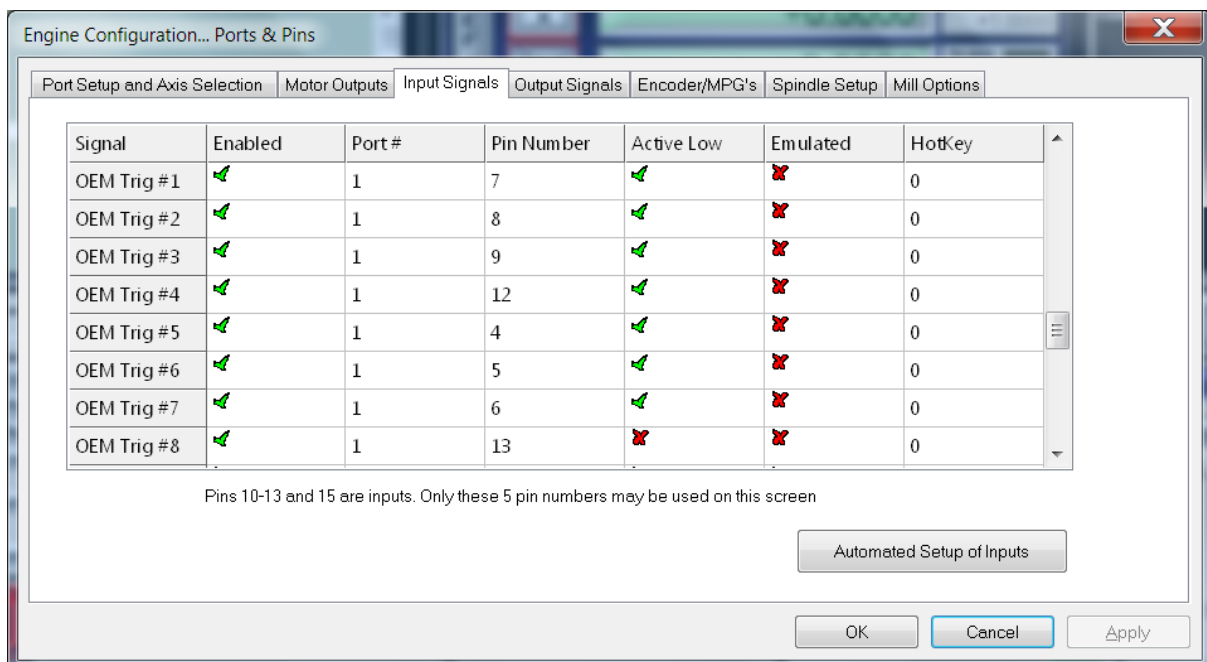 Engine Configuration... Ports & Pins
Port Setup and Axis Selection Motor Outputs Input Signals Output Signals Encoder/MPG's Spindle Setup Mill Options
Signal Enabled Port # Pin Number Active Low Emulated HotKey
OEM Trig #1 1 7 0
OEM Trig #2 1 8 0
OEM Trig #3 1 9 0
OEM Trig #4 1 12 0
OEM Trig #5 1 4 0
OEM Trig #6 1 5 0
OEM Trig #7 1 6 0
OEM Trig #8 1 13 0
Pins 10-13 and 15 are inputs. Only these 5 pin numbers may be used on this screen
Automated Setup of Inputs
OK Cancel Apply